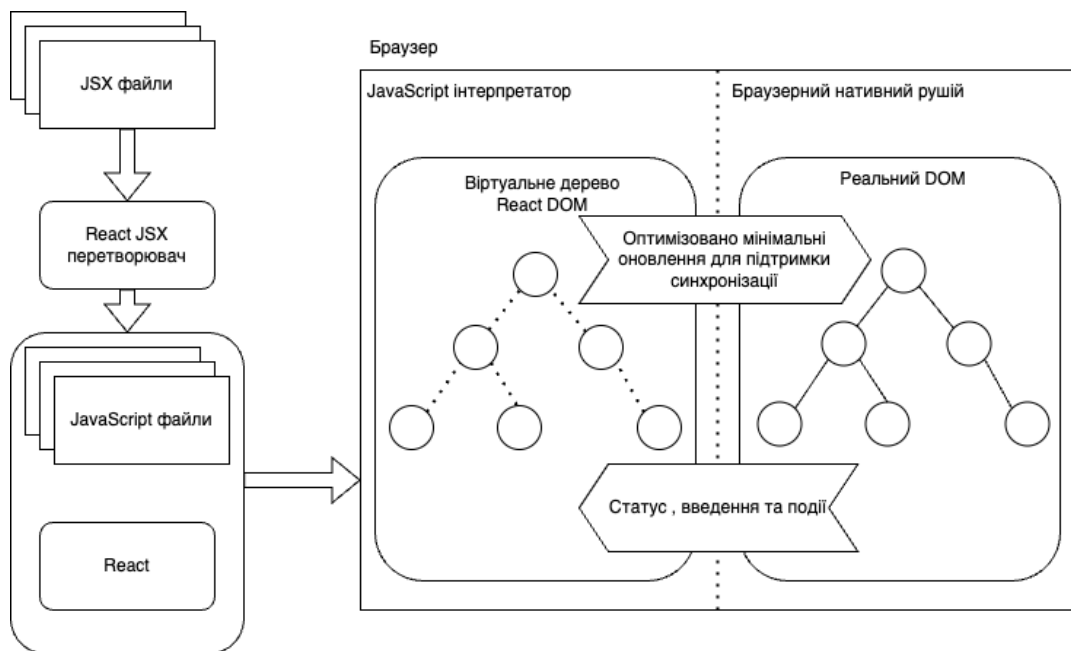 JSX файли
React JSX
перетворювач
JavaScript файли
React
Браузер
JavaScript інтерпретатор
Браузерний нативний рушій
Віртуальне дерево
React DOM
Реальний DOM
Оптимізовано мінімальні
оновлення для підтримки
синхронізації
Статус , введення та події